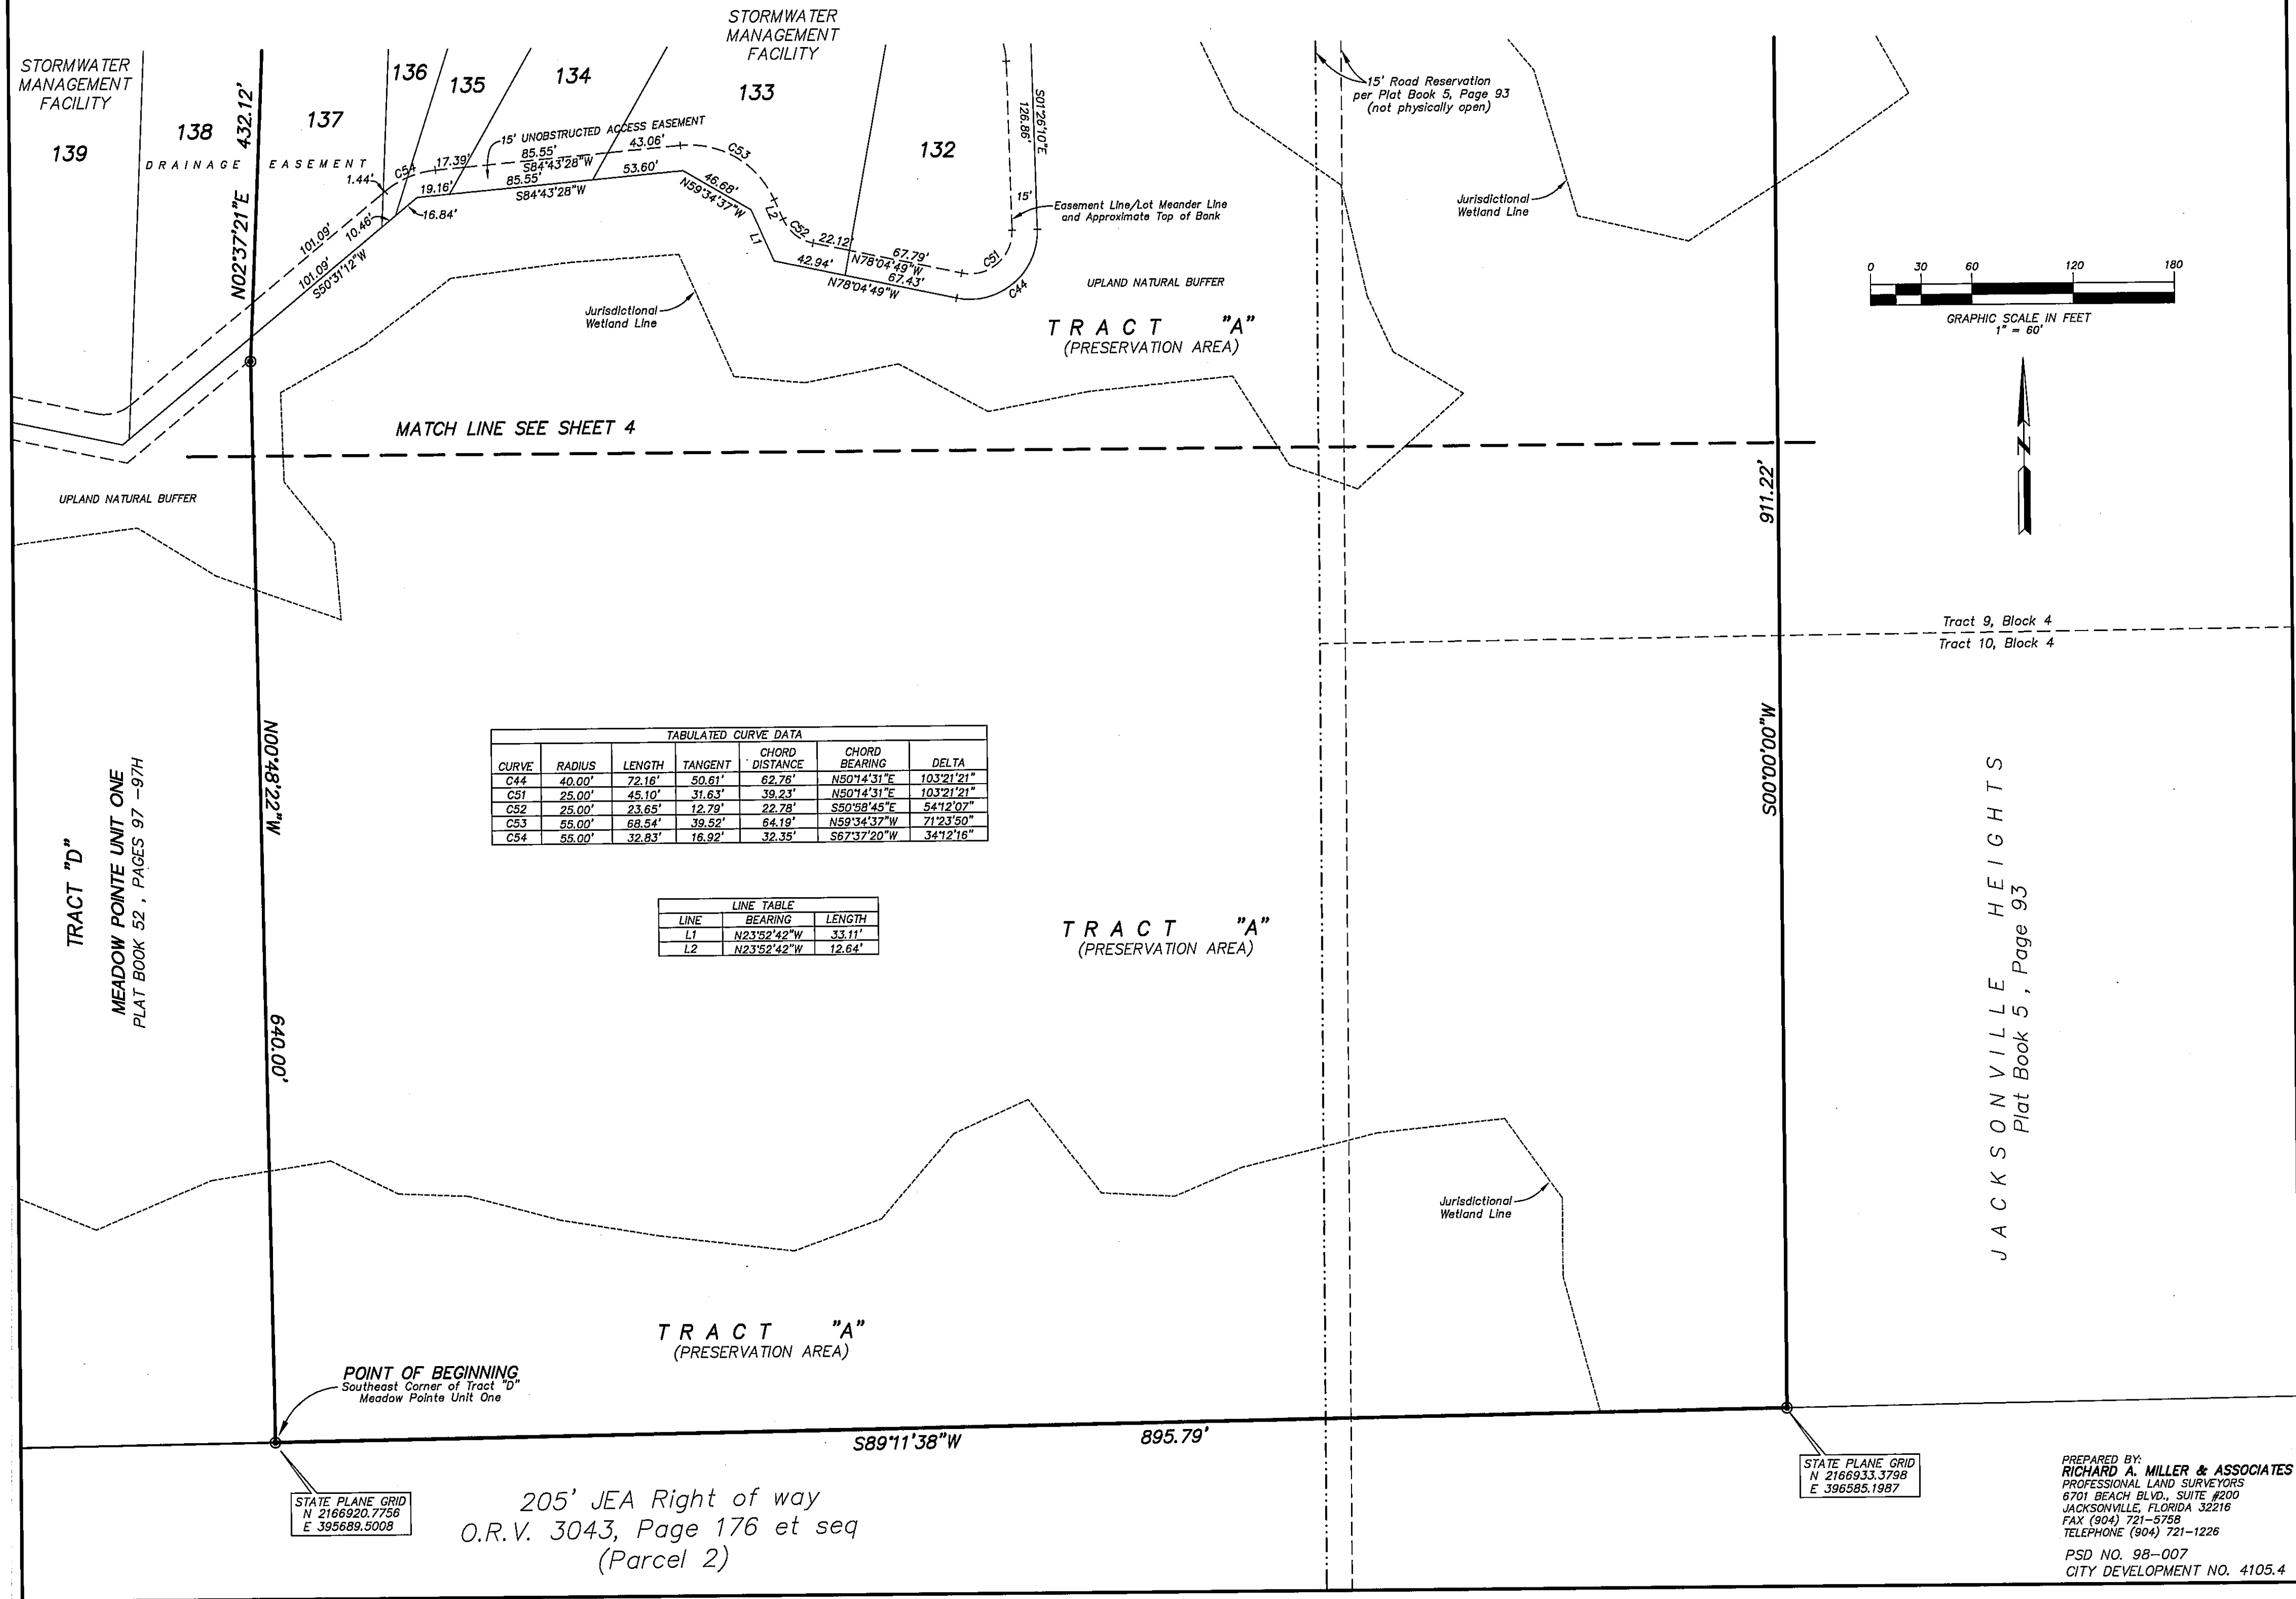 STORMWATER
MANAGEMENT
FACILITY
139
138
DRAINAGE EASEMENT
N02°37'21"E 432.12'
137
136
135
134
STORMWATER
MANAGEMENT
FACILITY
133
132
15' UNOBSTRUCTED ACCESS EASEMENT
1.44'
C54
17.39'
85.55'
S84°43'28"W
43.06'
C53
19.16'
85.55'
S84°43'28"W
53.60'
16.84'
10.46'
101.09'
101.09'
S50°31'12"W
46.68'
N59°34'37"W
L2
L1
C52
22.12'
67.79'
N78°04'49"W
42.94'
67.43'
N78°04'49"W
C51
C44
S01°26'10"E
126.86'
15'
Easement Line/Lot Meander Line
and Approximate Top of Bank
UPLAND NATURAL BUFFER
15' Road Reservation
per Plat Book 5, Page 93
(not physically open)
Jurisdictional
Wetland Line
Jurisdictional
Wetland Line
TRACT "A"
(PRESERVATION AREA)
0 30 60 120 180
GRAPHIC SCALE IN FEET
1" = 60'
N
MATCH LINE SEE SHEET 4
UPLAND NATURAL BUFFER
911.22'
S00°00'00"W
Tract 9, Block 4
Tract 10, Block 4
N00°48'22"W
640.00'
TRACT "D"
MEADOW POINTE UNIT ONE
PLAT BOOK 52 , PAGES 97 -97H
TABULATED CURVE DATA
CURVE RADIUS LENGTH TANGENT CHORD DISTANCE CHORD BEARING DELTA
C44 40.00' 72.16' 50.61' 62.76' N50°14'31"E 103°21'21"
C51 25.00' 45.10' 31.63' 39.23' N50°14'31"E 103°21'21"
C52 25.00' 23.65' 12.79' 22.78' S50°58'45"E 54°12'07"
C53 55.00' 68.54' 39.52' 64.19' N59°34'37"W 71°23'50"
C54 55.00' 32.83' 16.92' 32.35' S67°37'20"W 34°12'16"
LINE TABLE
LINE BEARING LENGTH
L1 N23°52'42"W 33.11'
L2 N23°52'42"W 12.64'
TRACT "A"
(PRESERVATION AREA)
JACKSONVILLE HEIGHTS
Plat Book 5 , Page 93
Jurisdictional
Wetland Line
TRACT "A"
(PRESERVATION AREA)
POINT OF BEGINNING
Southeast Corner of Tract "D"
Meadow Pointe Unit One
S89°11'38"W
895.79'
STATE PLANE GRID
N 2166920.7756
E 395689.5008
205' JEA Right of way
O.R.V. 3043, Page 176 et seq
(Parcel 2)
STATE PLANE GRID
N 2166933.3798
E 396585.1987
PREPARED BY:
RICHARD A. MILLER & ASSOCIATES
PROFESSIONAL LAND SURVEYORS
6701 BEACH BLVD., SUITE #200
JACKSONVILLE, FLORIDA 32216
FAX (904) 721-5758
TELEPHONE (904) 721-1226
PSD NO. 98-007
CITY DEVELOPMENT NO. 4105.4